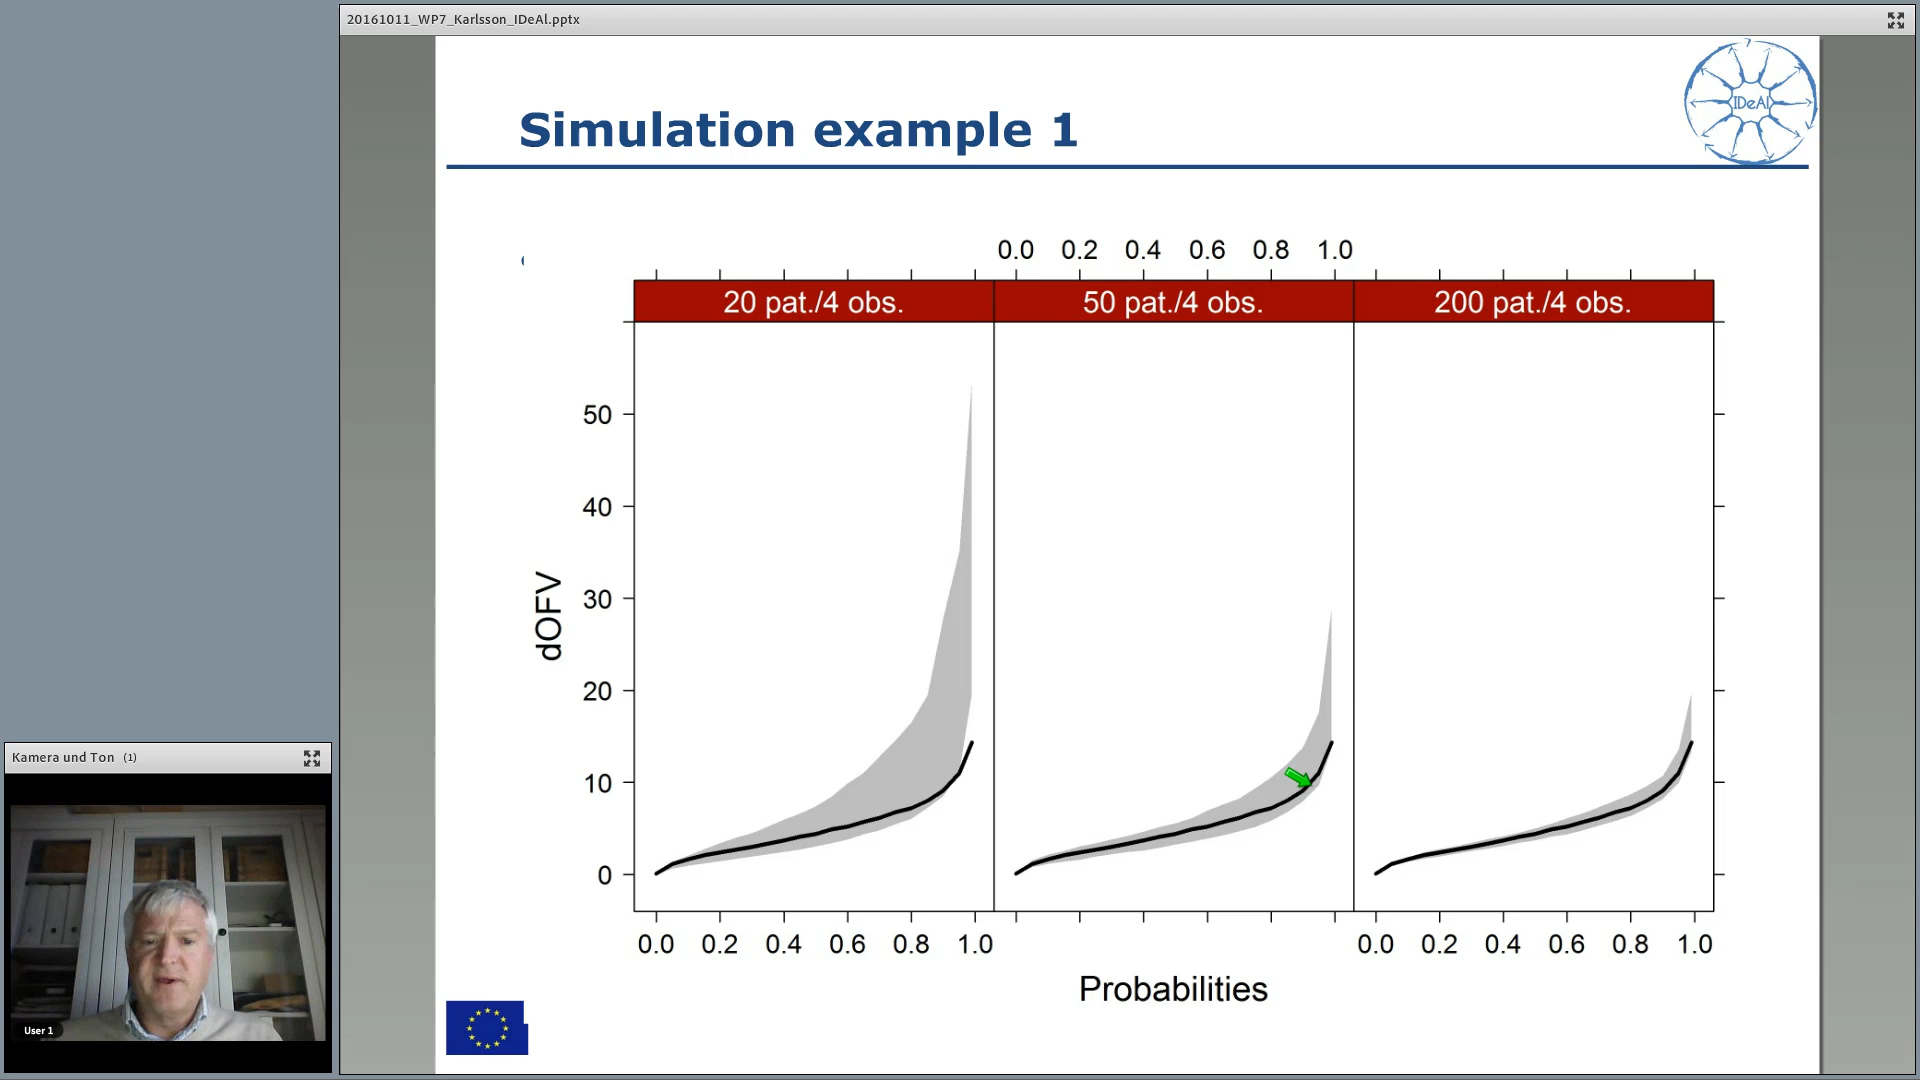 20161011_WP7_Karlsson_IDeAl.pptx
IDeAl
Simulation example 1
0.0 0.2 0.4 0.6 0.8 1.0
20 pat./4 obs. 50 pat./4 obs. 200 pat./4 obs.
50
40
30
20
10
0
dOFV
0.0 0.2 0.4 0.6 0.8 1.0 0.0 0.2 0.4 0.6 0.8 1.0
Probabilities
Kamera und Ton (1)
User 1